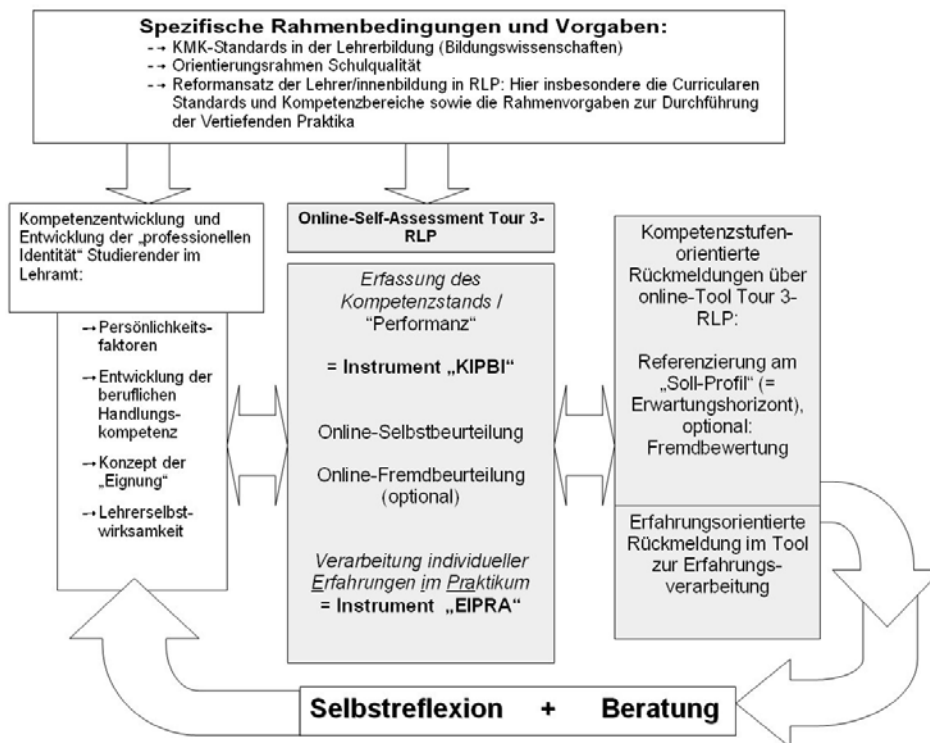 Spezifische Rahmenbedingungen und Vorgaben:
--→ KMK-Standards in der Lehrerbildung (Bildungswissenschaften)
--→ Orientierungsrahmen Schulqualität
--→ Reformansatz der Lehrer/innenbildung in RLP: Hier insbesondere die Curricularen
Standards und Kompetenzbereiche sowie die Rahmenvorgaben zur Durchführung
der Vertiefenden Praktika
Kompetenzentwicklung und
Entwicklung der „professionellen
Identität“ Studierender im
Lehramt:
--→ Persönlichkeits-
faktoren
--→ Entwicklung der
beruflichen
Handlungs-
kompetenz
--→ Konzept der
„Eignung“
--→ Lehrerselbst-
wirksamkeit
Online-Self-Assessment Tour 3-
RLP
Erfassung des
Kompetenzstands /
“Performanz“
= Instrument „KIPBI“
Online-Selbstbeurteilung
Online-Fremdbeurteilung
(optional)
Verarbeitung individueller
Erfahrungen im Praktikum
= Instrument „EIPRA“
Kompetenzstufen-
orientierte
Rückmeldungen über
online-Tool Tour 3-
RLP:
Referenzierung am
„Soll-Profil“ (=
Erwartungshorizont),
optional:
Fremdbewertung
Erfahrungsorientierte
Rückmeldung im Tool
zur Erfahrungs-
verarbeitung
Selbstreflexion + Beratung